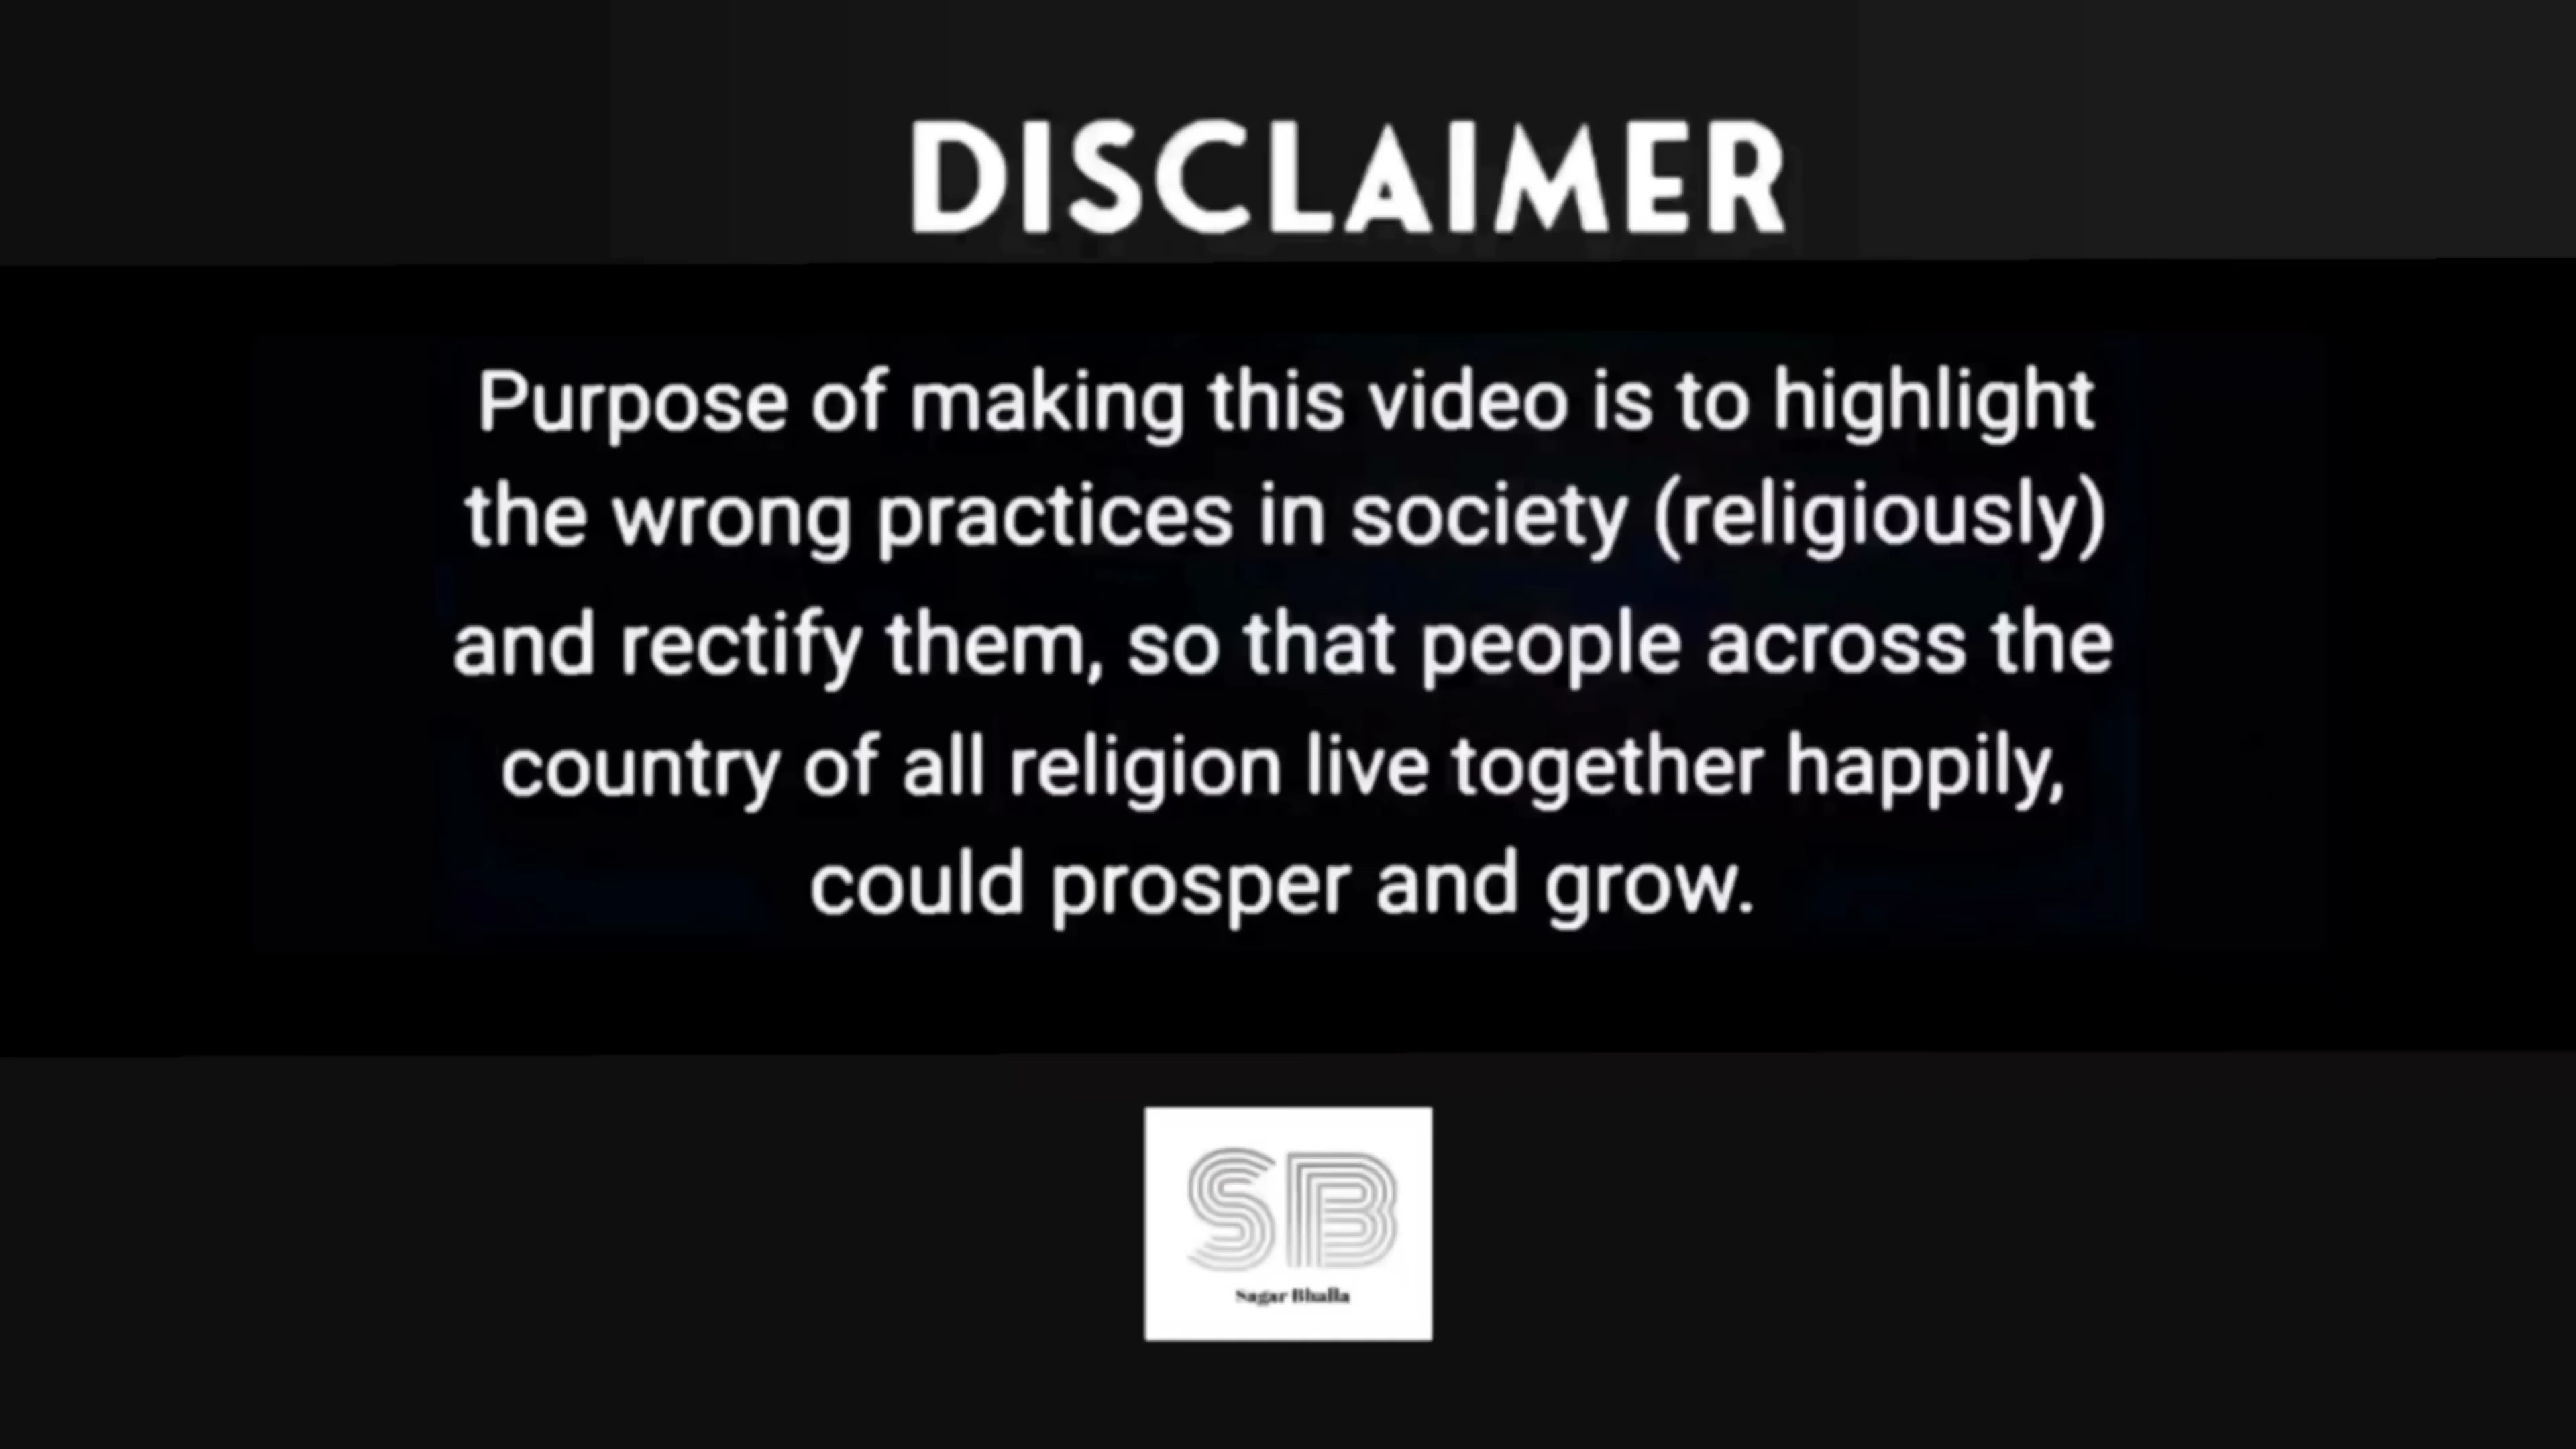 DISCLAIMER
Purpose of making this video is to highlight
the wrong practices in society (religiously)
and rectify them, so that people across the
country of all religion live together happily,
could prosper and grow.
SB
Sagar Bhalla